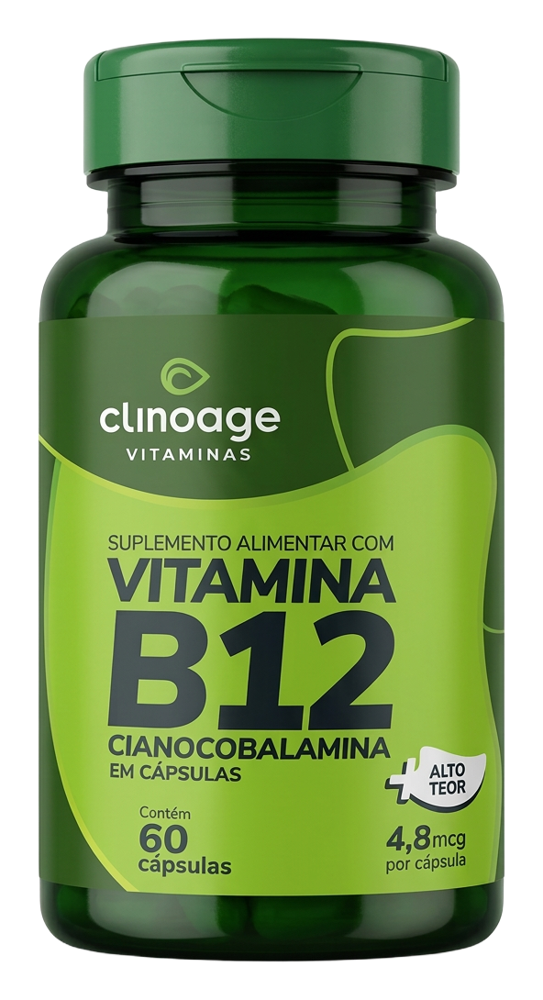 clinoage
VITAMINAS
SUPLEMENTO ALIMENTAR COM
VITAMINA
B12
CIANOCOBALAMINA
EM CÁPSULAS
+ ALTO
TEOR
Contém
60
cápsulas
4,8mcg
por cápsula